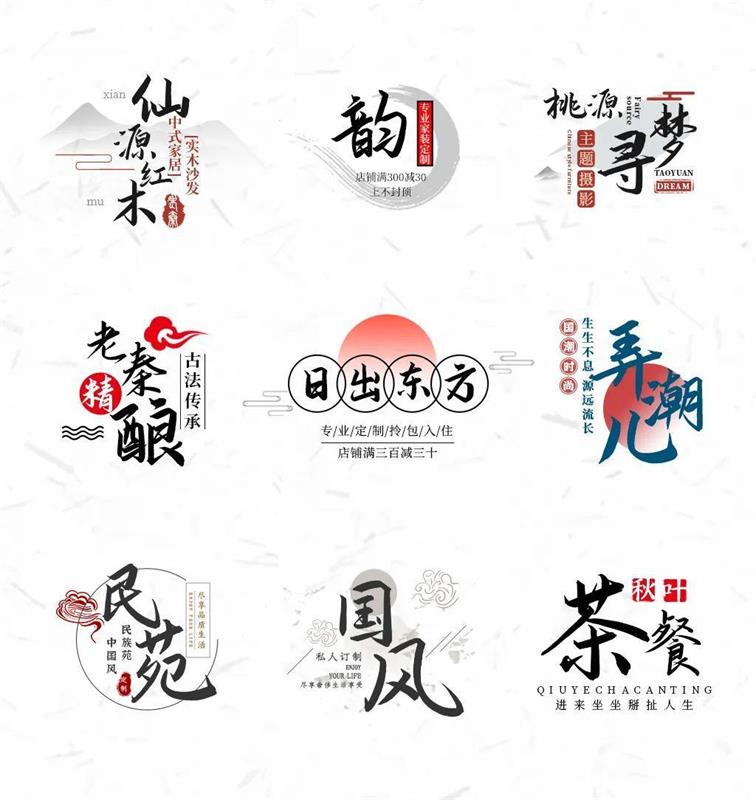 xian
仙源红木
中式家居
[实木沙发]
mu
韵
专业家装定制
店铺满300减30
上不封顶
桃源
寻梦
Fairy
source
主题摄影
Chinese style furniture
TAOYUAN
DREAM
老秦
精酿
古法传承
日出东方
专/业/定/制/拎/包/入/住
店铺满三百减三十
弄潮儿
国潮时尚
生生不息
源远流长
民苑
民族苑
中国风
定制
尽享品质生活
ENJOY YOUR LIFE
国风
私人订制
ENJOY
YOUR LIFE
尽享奢侈生活享受
秋叶
茶餐
QIUYECHACANTING
进来坐坐掰扯人生